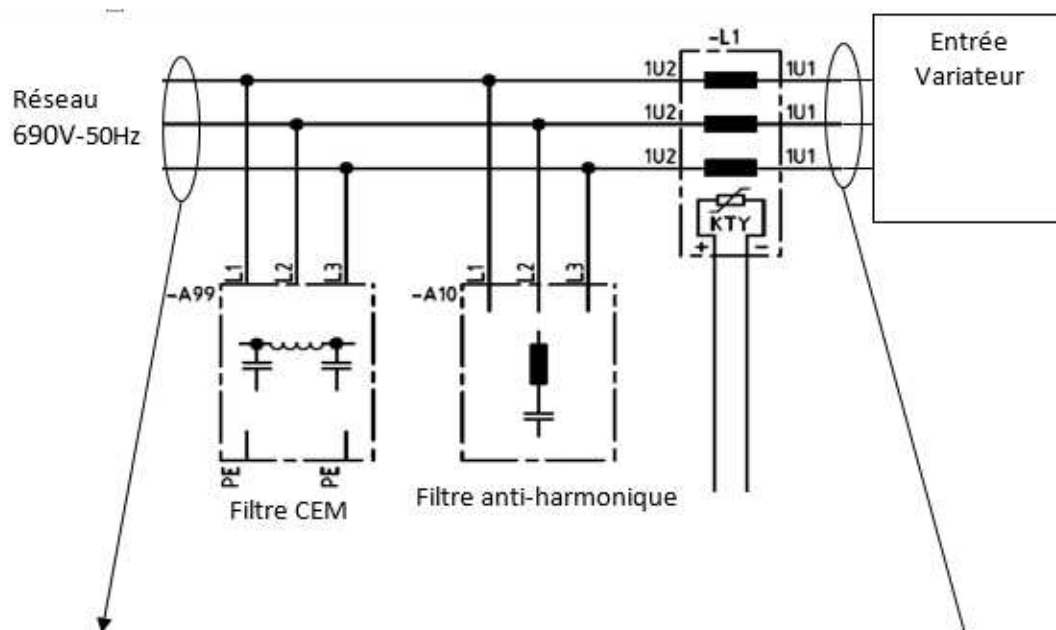 Réseau
690V-50Hz
-L1
1U2
1U1
1U2
1U1
1U2
1U1
KTY
+
-
Entrée
Variateur
-A99
L1
L2
L3
PE
PE
Filtre CEM
-A10
L1
L2
L3
Filtre anti-harmonique